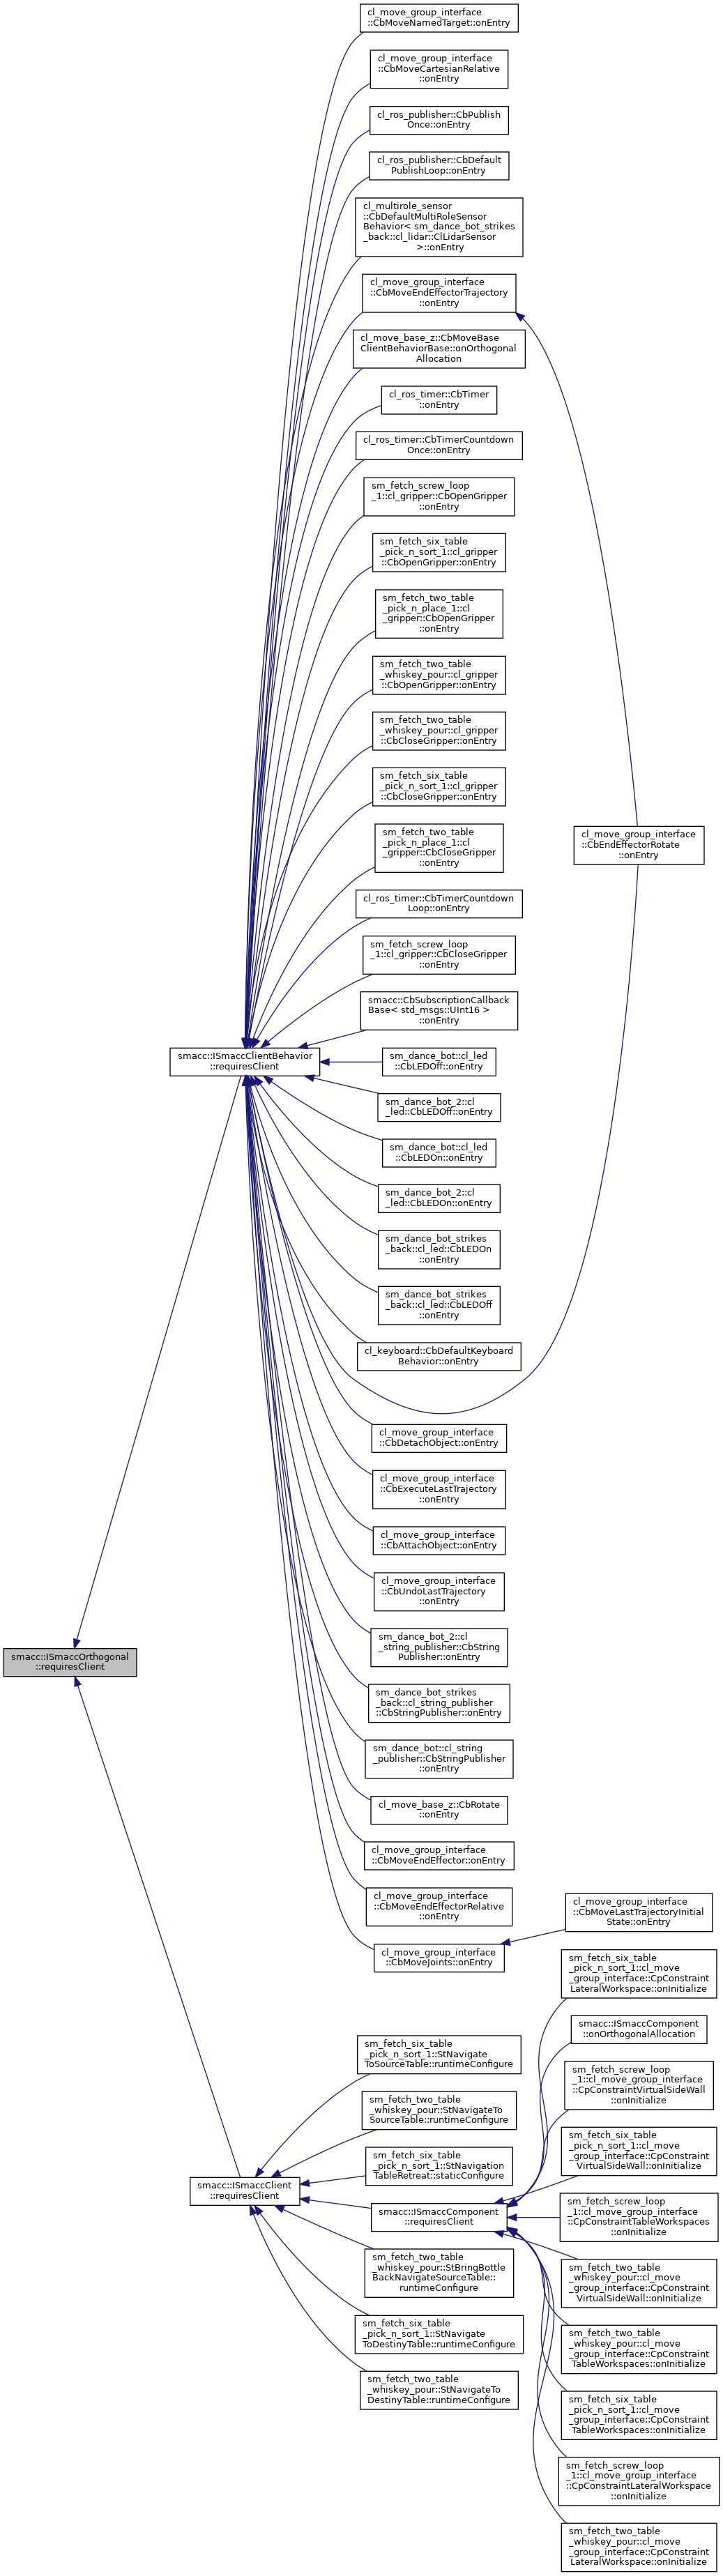 cl_move_group_interface
::CbMoveNamedTarget::onEntry
cl_move_group_interface
::CbMoveCartesianRelative
::onEntry
cl_ros_publisher::CbPublish
Once::onEntry
cl_ros_publisher::CbDefault
PublishLoop::onEntry
cl_multirole_sensor
::CbDefaultMultiRoleSensor
Behavior< sm_dance_bot_strikes
_back::cl_lidar::ClLidarSensor
>::onEntry
cl_move_group_interface
::CbMoveEndEffectorTrajectory
::onEntry
cl_move_base_z::CbMoveBase
ClientBehaviorBase::onOrthogonal
Allocation
cl_ros_timer::CbTimer
::onEntry
cl_ros_timer::CbTimerCountdown
Once::onEntry
sm_fetch_screw_loop
_1::cl_gripper::CbOpenGripper
::onEntry
sm_fetch_six_table
_pick_n_sort_1::cl_gripper
::CbOpenGripper::onEntry
sm_fetch_two_table
_pick_n_place_1::cl
_gripper::CbOpenGripper
::onEntry
sm_fetch_two_table
_whiskey_pour::cl_gripper
::CbOpenGripper::onEntry
sm_fetch_two_table
_whiskey_pour::cl_gripper
::CbCloseGripper::onEntry
sm_fetch_six_table
_pick_n_sort_1::cl_gripper
::CbCloseGripper::onEntry
sm_fetch_two_table
_pick_n_place_1::cl
_gripper::CbCloseGripper
::onEntry
cl_move_group_interface
::CbEndEffectorRotate
::onEntry
cl_ros_timer::CbTimerCountdown
Loop::onEntry
sm_fetch_screw_loop
_1::cl_gripper::CbCloseGripper
::onEntry
smacc::CbSubscriptionCallback
Base< std_msgs::UInt16 >
::onEntry
smacc::ISmaccClientBehavior
::requiresClient
sm_dance_bot::cl_led
::CbLEDOff::onEntry
sm_dance_bot_2::cl
_led::CbLEDOff::onEntry
sm_dance_bot::cl_led
::CbLEDOn::onEntry
sm_dance_bot_2::cl
_led::CbLEDOn::onEntry
sm_dance_bot_strikes
_back::cl_led::CbLEDOn
::onEntry
sm_dance_bot_strikes
_back::cl_led::CbLEDOff
::onEntry
cl_keyboard::CbDefaultKeyboard
Behavior::onEntry
cl_move_group_interface
::CbDetachObject::onEntry
cl_move_group_interface
::CbExecuteLastTrajectory
::onEntry
cl_move_group_interface
::CbAttachObject::onEntry
cl_move_group_interface
::CbUndoLastTrajectory
::onEntry
sm_dance_bot_2::cl
_string_publisher::CbString
Publisher::onEntry
smacc::ISmaccOrthogonal
::requiresClient
sm_dance_bot_strikes
_back::cl_string_publisher
::CbStringPublisher::onEntry
sm_dance_bot::cl_string
_publisher::CbStringPublisher
::onEntry
cl_move_base_z::CbRotate
::onEntry
cl_move_group_interface
::CbMoveEndEffector::onEntry
cl_move_group_interface
::CbMoveEndEffectorRelative
::onEntry
cl_move_group_interface
::CbMoveLastTrajectoryInitial
State::onEntry
cl_move_group_interface
::CbMoveJoints::onEntry
sm_fetch_six_table
_pick_n_sort_1::cl_move
_group_interface::CpConstraint
LateralWorkspace::onInitialize
smacc::ISmaccComponent
::onOrthogonalAllocation
sm_fetch_six_table
_pick_n_sort_1::StNavigate
ToSourceTable::runtimeConfigure
sm_fetch_screw_loop
_1::cl_move_group_interface
::CpConstraintVirtualSideWall
::onInitialize
sm_fetch_two_table
_whiskey_pour::StNavigateTo
SourceTable::runtimeConfigure
sm_fetch_six_table
_pick_n_sort_1::cl_move
_group_interface::CpConstraint
VirtualSideWall::onInitialize
sm_fetch_six_table
_pick_n_sort_1::StNavigation
TableRetreat::staticConfigure
smacc::ISmaccClient
::requiresClient
smacc::ISmaccComponent
::requiresClient
sm_fetch_screw_loop
_1::cl_move_group_interface
::CpConstraintTableWorkspaces
::onInitialize
sm_fetch_two_table
_whiskey_pour::StBringBottle
BackNavigateSourceTable::
runtimeConfigure
sm_fetch_two_table
_whiskey_pour::cl_move
_group_interface::CpConstraint
VirtualSideWall::onInitialize
sm_fetch_six_table
_pick_n_sort_1::StNavigate
ToDestinyTable::runtimeConfigure
sm_fetch_two_table
_whiskey_pour::cl_move
_group_interface::CpConstraint
TableWorkspaces::onInitialize
sm_fetch_two_table
_whiskey_pour::StNavigateTo
DestinyTable::runtimeConfigure
sm_fetch_six_table
_pick_n_sort_1::cl_move
_group_interface::CpConstraint
TableWorkspaces::onInitialize
sm_fetch_screw_loop
_1::cl_move_group_interface
::CpConstraintLateralWorkspace
::onInitialize
sm_fetch_two_table
_whiskey_pour::cl_move
_group_interface::CpConstraint
LateralWorkspace::onInitialize